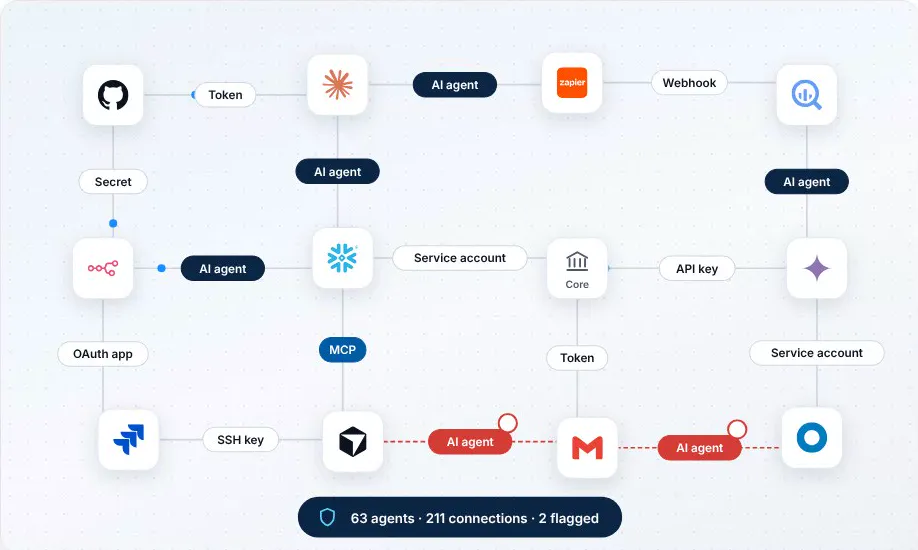 Token
AI agent
zapier
Webhook
Secret
AI agent
AI agent
AI agent
Service account
Core
API key
OAuth app
MCP
Token
Service account
SSH key
AI agent
AI agent
63 agents · 211 connections · 2 flagged